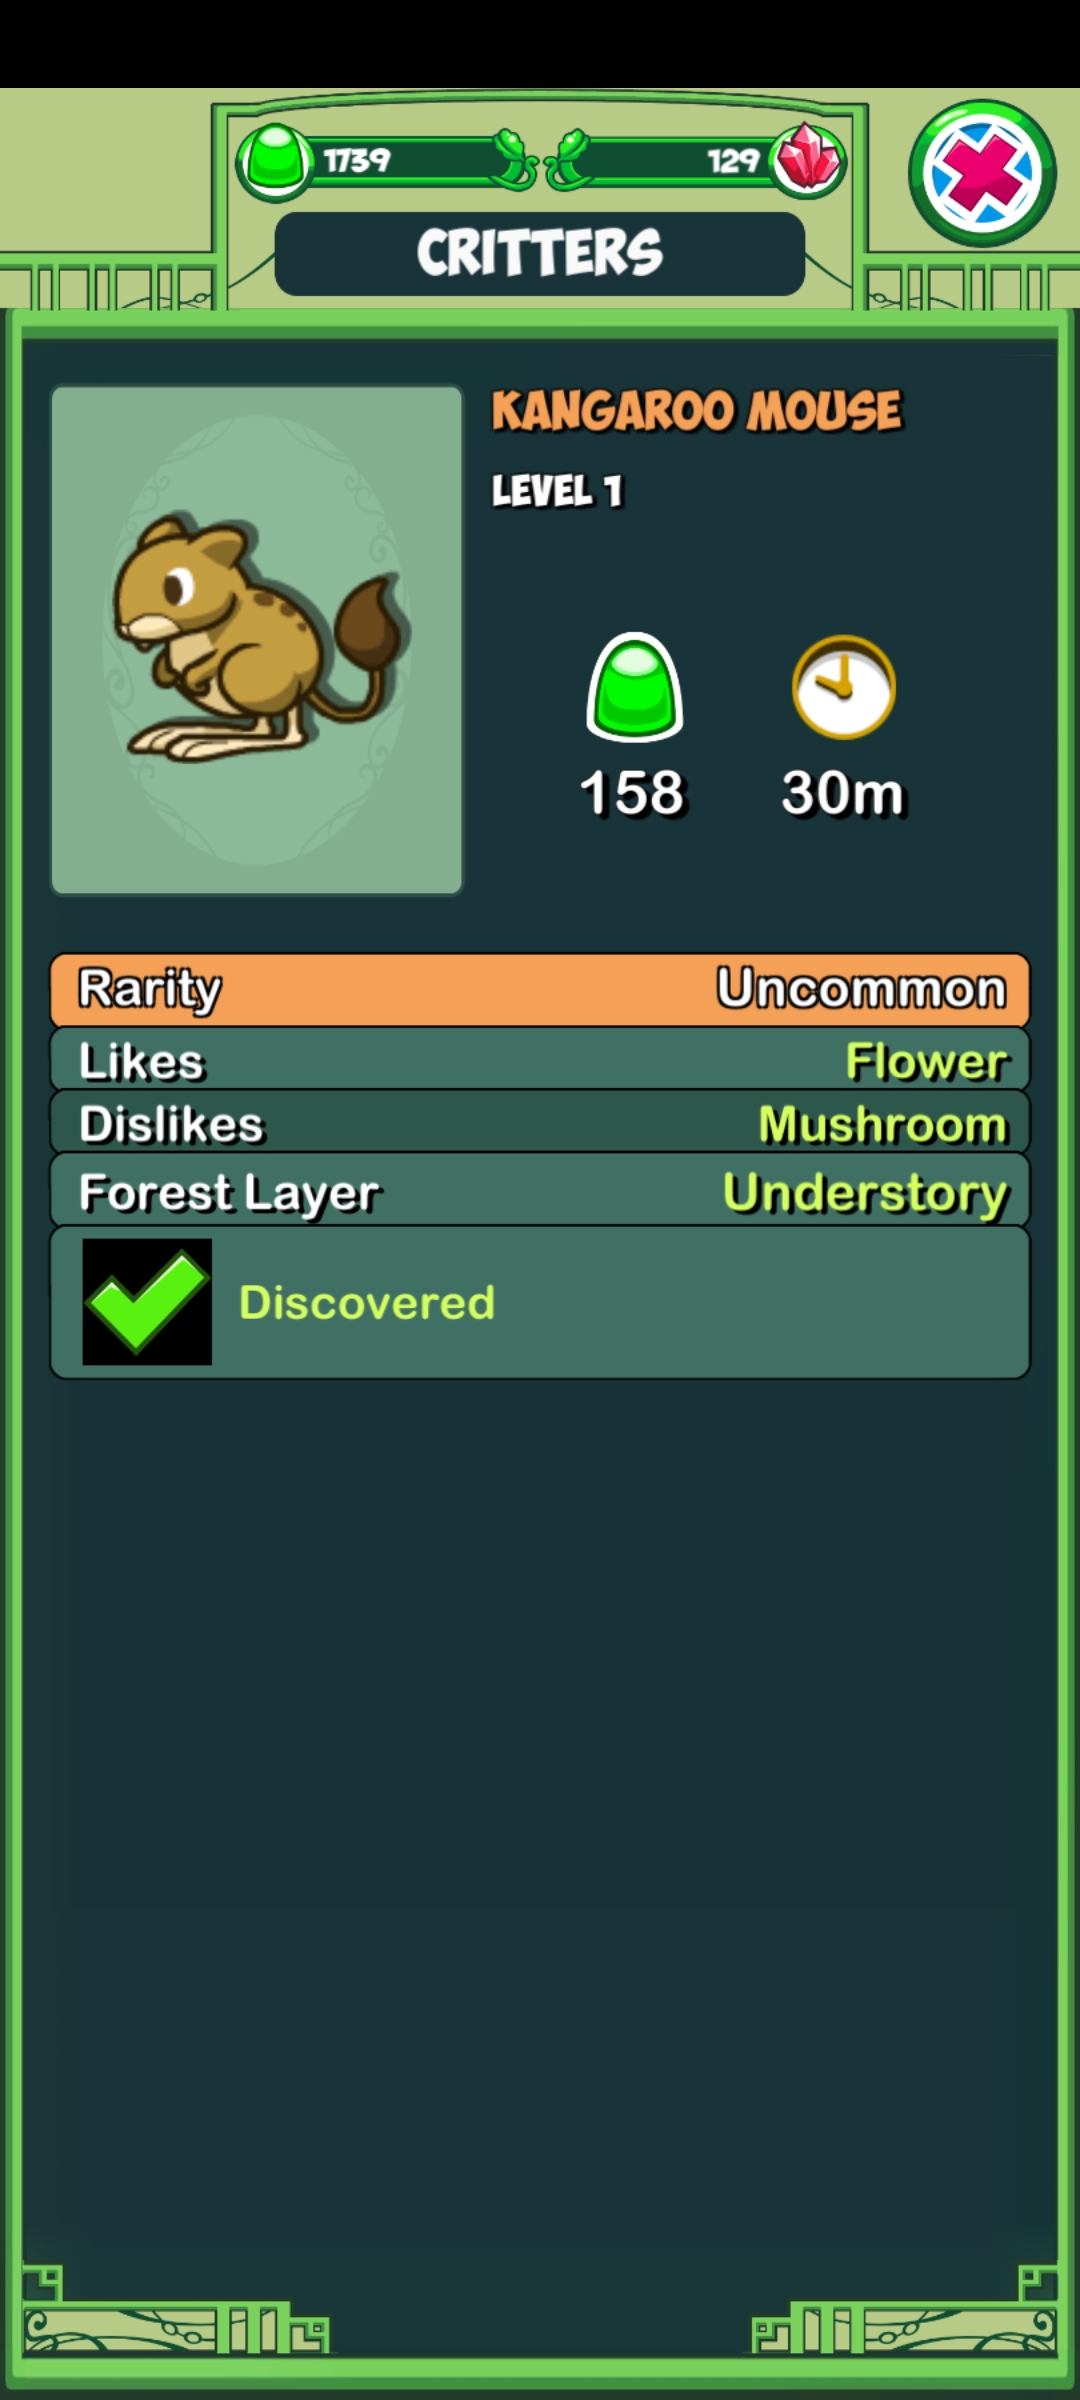 1739
129
CRITTERS
KANGAROO MOUSE
LEVEL 1
158
30m
Rarity Uncommon
Likes Flower
Dislikes Mushroom
Forest Layer Understory
Discovered